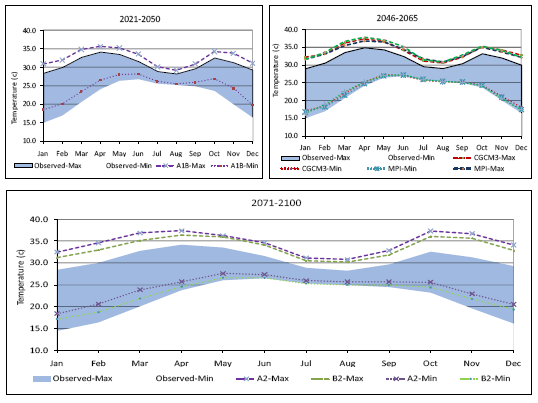 2021-2050
Temperature (c)
40.0
35.0
30.0
25.0
20.0
15.0
10.0
Jan Feb Mar Apr May Jun Jul Aug Sep Oct Nov Dec
Observed-Max Observed-Min A1B-Max A1B-Min
2046-2065
Temperature (c)
40.0
35.0
30.0
25.0
20.0
15.0
10.0
Jan Feb Mar Apr May Jun Jul Aug Sep Oct Nov Dec
Observed-Max Observed-Min CGCM3-Max
CGCM3-Min MPI-Min MPI-Max
2071-2100
Temperature (c)
40.0
35.0
30.0
25.0
20.0
15.0
10.0
Jan Feb Mar Apr May Jun Jul Aug Sep Oct Nov Dec
Observed-Max Observed-Min A2-Max B2-Max A2-Min B2-Min